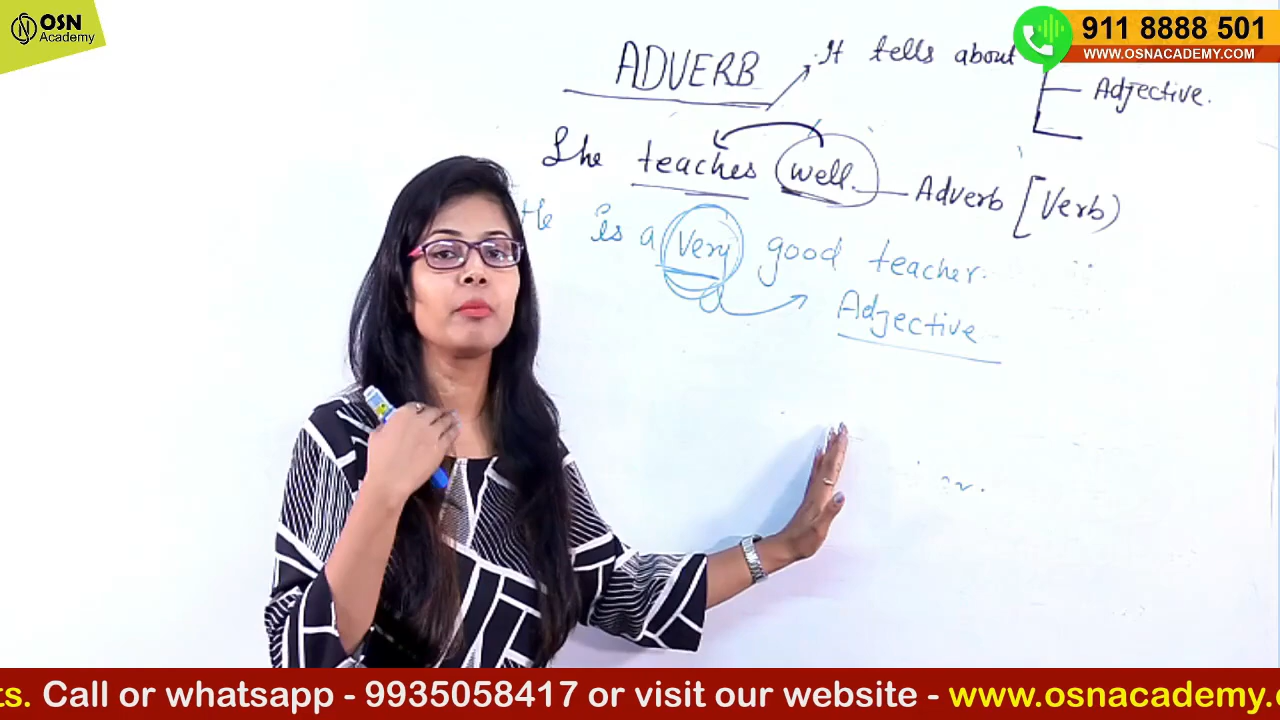 OSN
Academy
911 8888 501
WWW.OSNACADEMY.COM
ADVERB
It tells about
Adjective.
She teaches well. Adverb [Verb)
He is a very good teacher.
Adjective
ts. Call or whatsapp - 9935058417 or visit our website - www.osnacademy.c